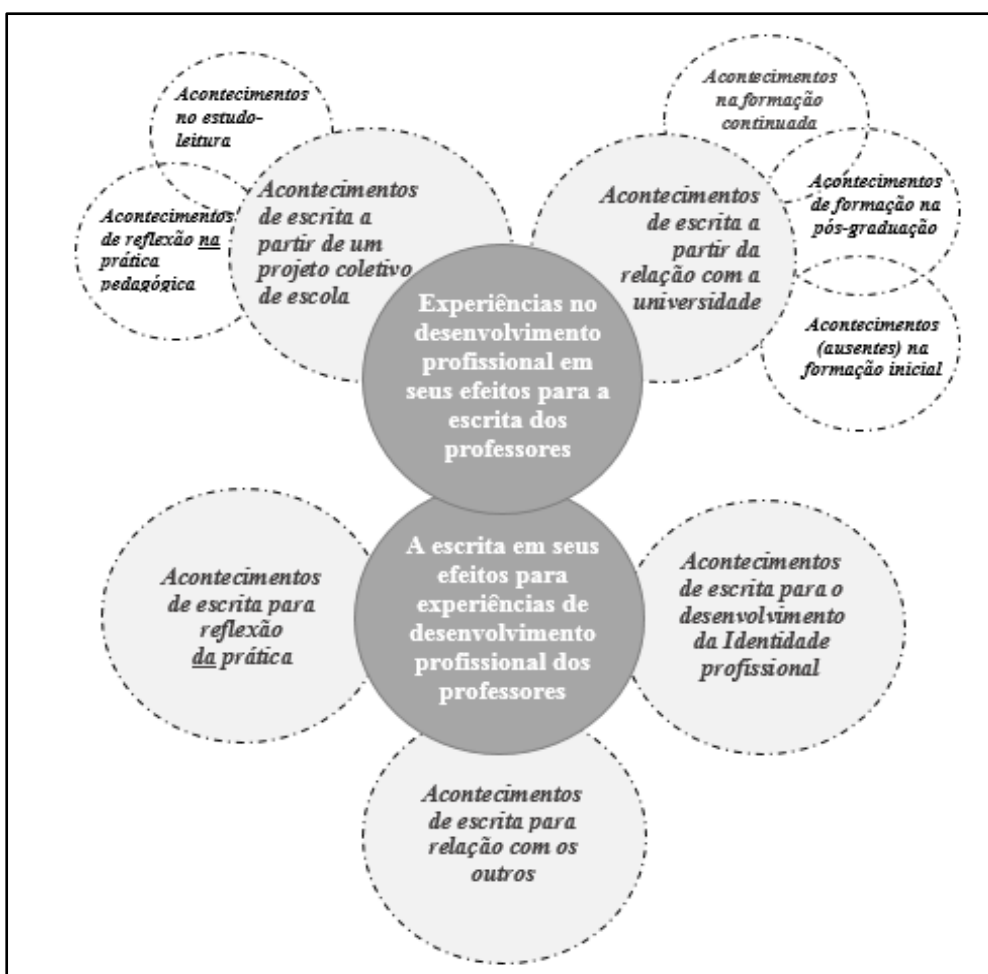 Acontecimentos
no estudo-
leitura
Acontecimentos
de reflexão na
prática
pedagógica
Acontecimentos
de escrita a
partir de um
projeto coletivo
de escola
Acontecimentos
na formação
continuada
Acontecimentos
de escrita a
partir da
relação com a
universidade
Acontecimentos
de formação na
pós-graduação
Acontecimentos
(ausentes) na
formação inicial
Experiências no
desenvolvimento
profissional em
seus efeitos para a
escrita dos
professores
A escrita em seus
efeitos para
experiências de
desenvolvimento
profissional dos
professores
Acontecimentos
de escrita para
reflexão
da prática
Acontecimentos
de escrita para o
desenvolvimento
da Identidade
profissional
Acontecimentos
de escrita para
relação com os
outros